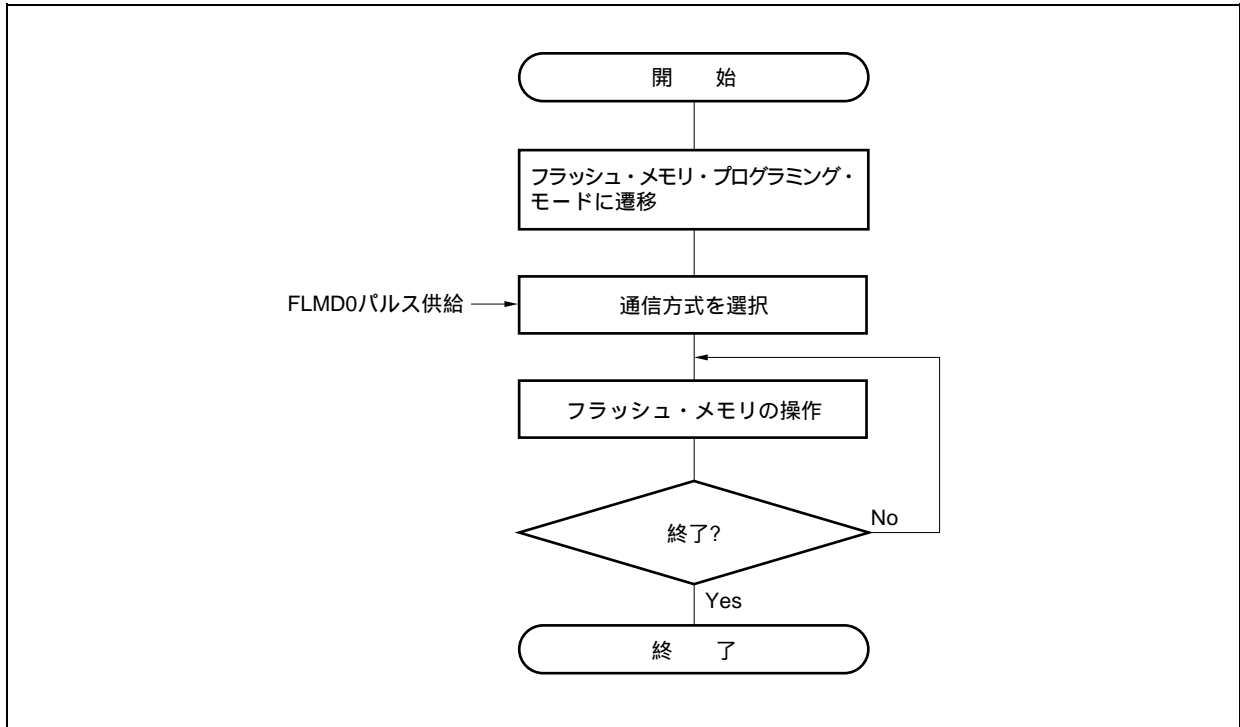 開 始
フラッシュ・メモリ・プログラミング・
モードに遷移
FLMD0パルス供給
通信方式を選択
フラッシュ・メモリの操作
終了?
No
Yes
終 了